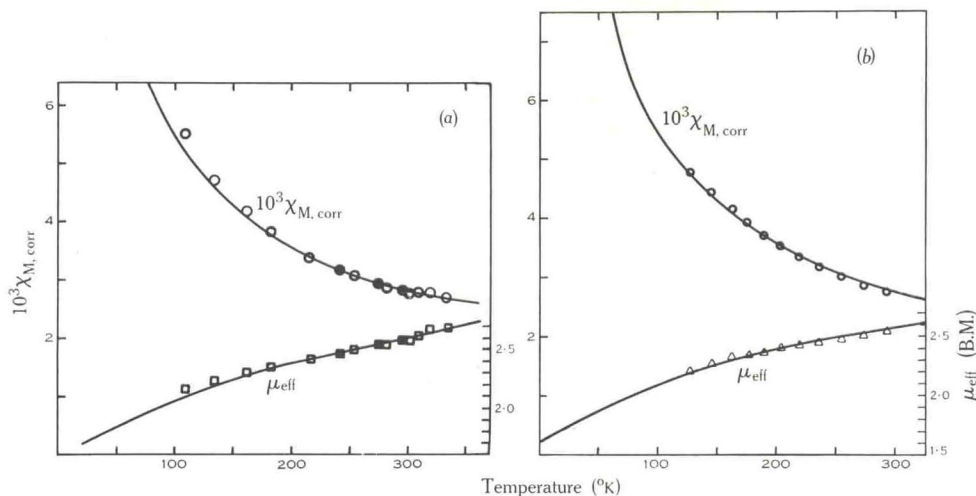 (a)
10³χM, corr
6
4
2
10³χM, corr
μeff
2·5
2·0
100
200
300
(b)
10³χM, corr
6
4
2
μeff
2·5
2·0
1·5
μeff (B.M.)
100
200
300
Temperature (°K)